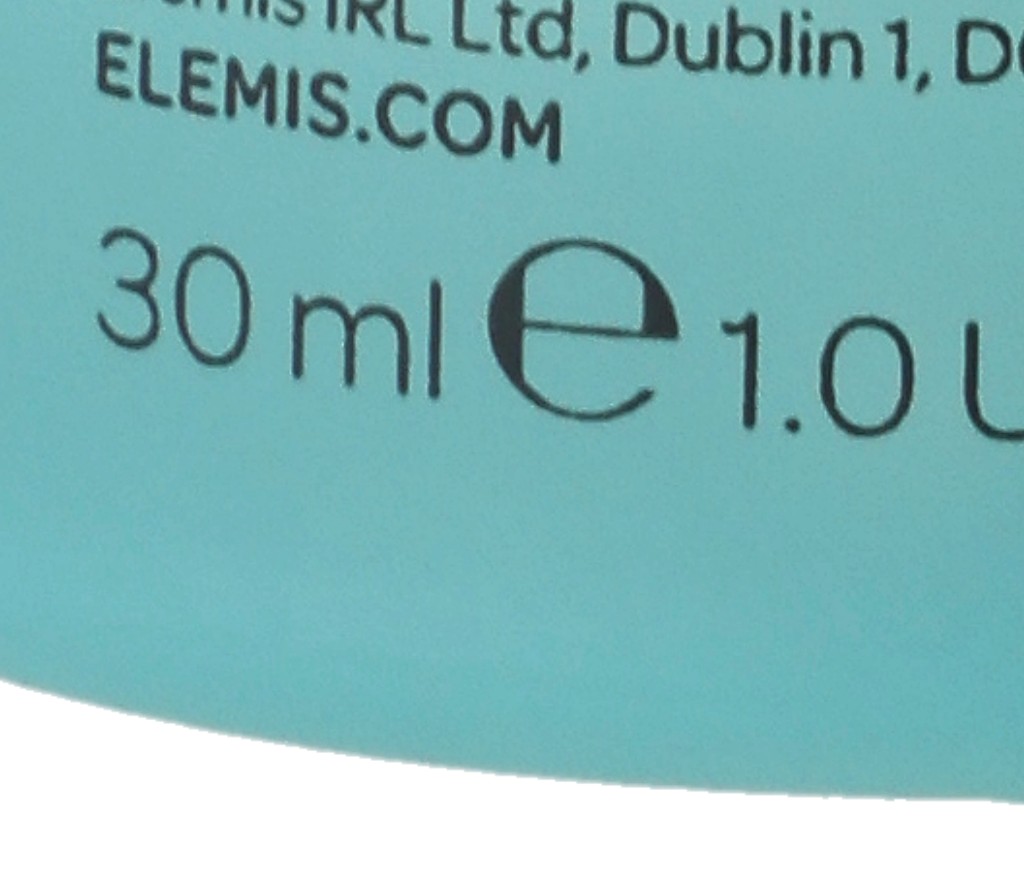 IRL Ltd, Dublin 1,
ELEMIS.COM
30 ml e 1.0